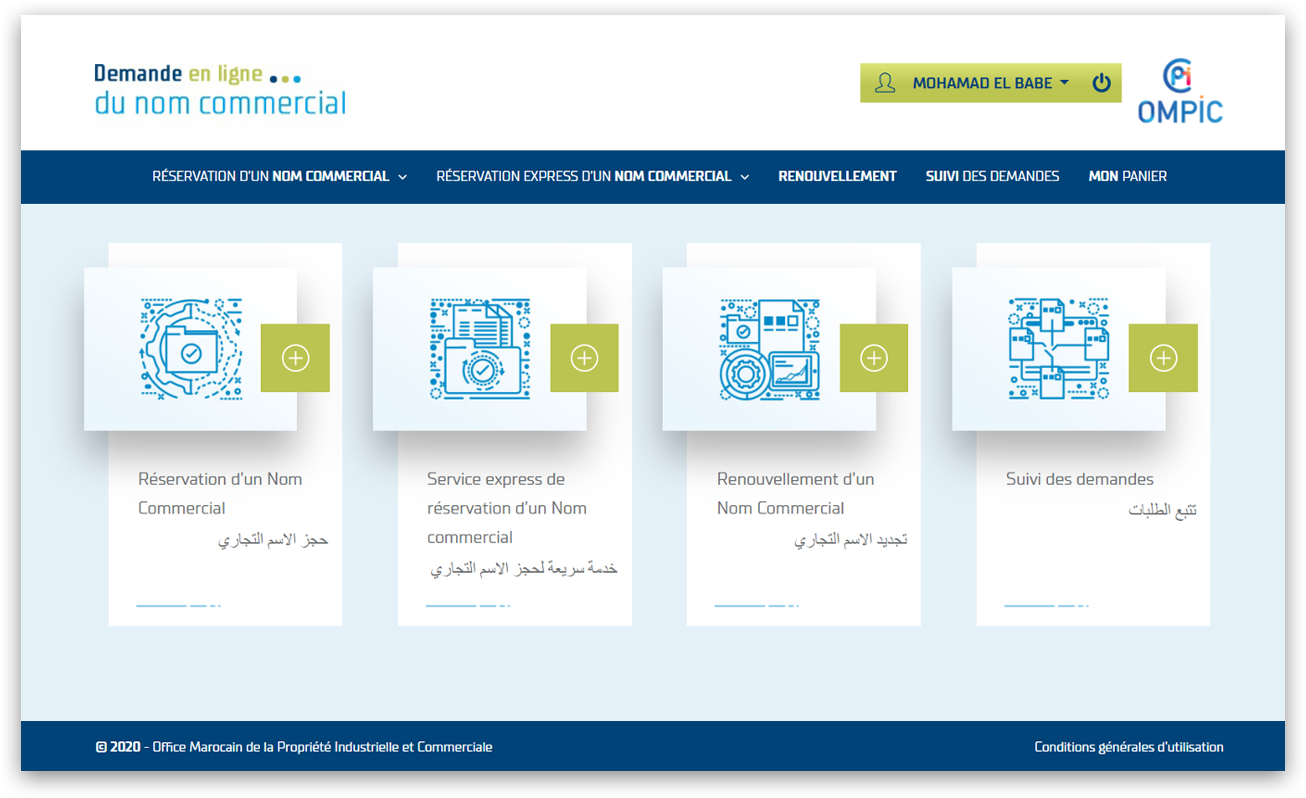 Demande en ligne
du nom commercial
MOHAMAD EL BABE
OMPIC
RÉSERVATION D'UN NOM COMMERCIAL
RÉSERVATION EXPRESS D'UN NOM COMMERCIAL
RENOUVELLEMENT
SUIVI DES DEMANDES
MON PANIER
Réservation d'un Nom
Commercial
حجز الاسم التجاري
Service express de
réservation d'un Nom
commercial
خدمة سريعة لحجز الاسم التجاري
Renouvellement d'un
Nom Commercial
تجديد الاسم التجاري
Suivi des demandes
تتبع الطلبات
© 2020 - Office Marocain de la Propriété Industrielle et Commerciale
Conditions générales d'utilisation